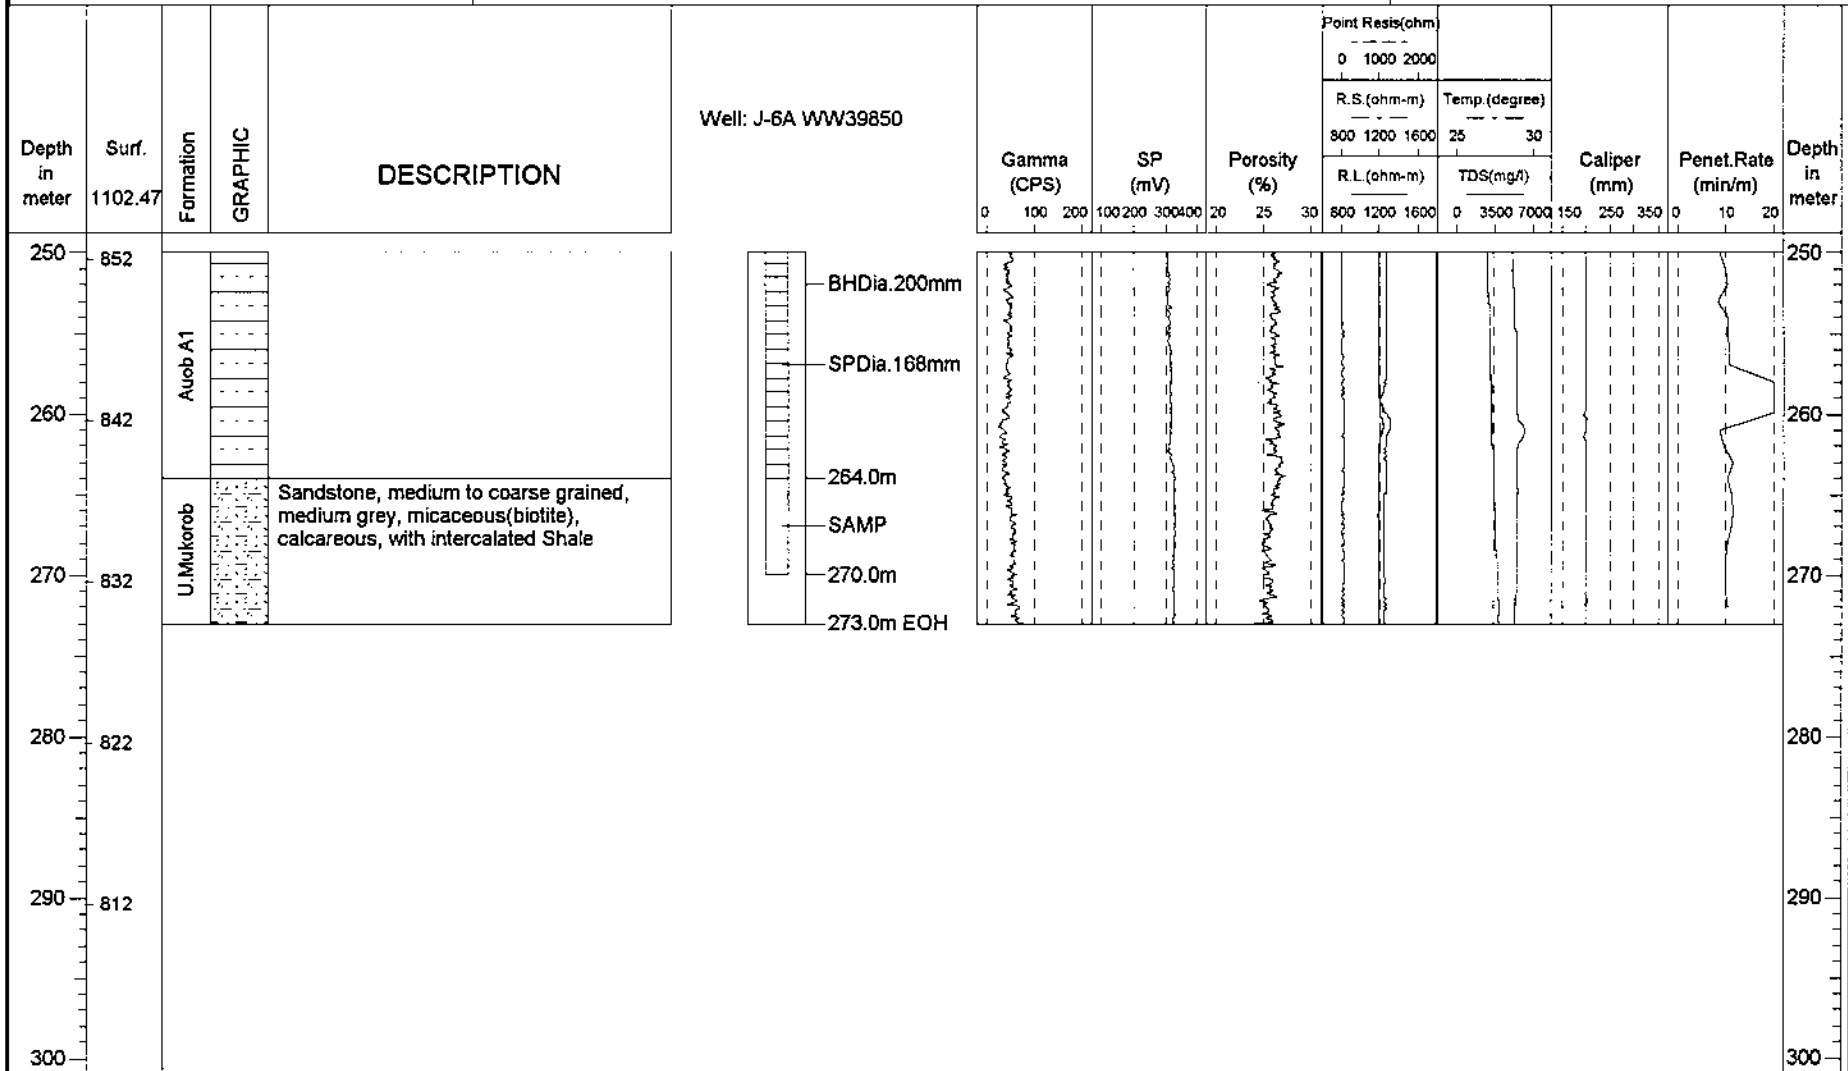 Depth
in
meter
Surf.
1102.47
Formation
GRAPHIC
DESCRIPTION
Well: J-6A WW39850
Gamma
(CPS)
0 100 200
SP
(mV)
100 200 300 400
Porosity
(%)
20 25 30
Point Resis(ohm)
0 1000 2000
R.S.(ohm-m)
800 1200 1600
R.L.(ohm-m)
800 1200 1600
Temp.(degree)
25 30
TDS(mg/l)
0 3500 7000
Caliper
(mm)
150 250 350
Penet.Rate
(min/m)
0 10 20
Depth
in
meter
250
852
BHDia.200mm
250
Auob A1
SPDia.168mm
260
842
260
264.0m
U.Mukorob
Sandstone, medium to coarse grained,
medium grey, micaceous(biotite),
calcareous, with intercalated Shale
SAMP
270
832
270.0m
270
273.0m EOH
280
822
280
290
812
290
300
300